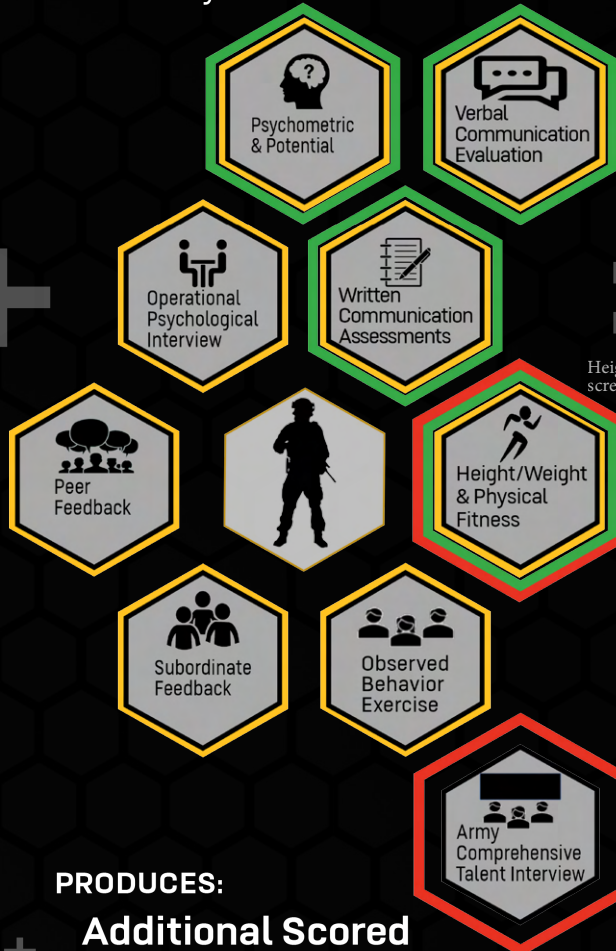 ?
Psychometric
& Potential
Verbal
Communication
Evaluation
Operational
Psychological
Interview
Written
Communication
Assessments
Peer
Feedback
Height/Weight
& Physical
Fitness
Subordinate
Feedback
Observed
Behavior
Exercise
Army
Comprehensive
Talent Interview
PRODUCES:
Additional Scored